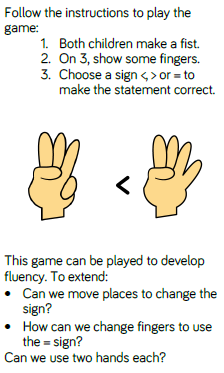 Follow the instructions to play the
game:
1. Both children make a fist.
2. On 3, show some fingers.
3. Choose a sign <, > or = to
make the statement correct.
<
This game can be played to develop
fluency. To extend:
• Can we move places to change the
sign?
• How can we change fingers to use
the = sign?
Can we use two hands each?